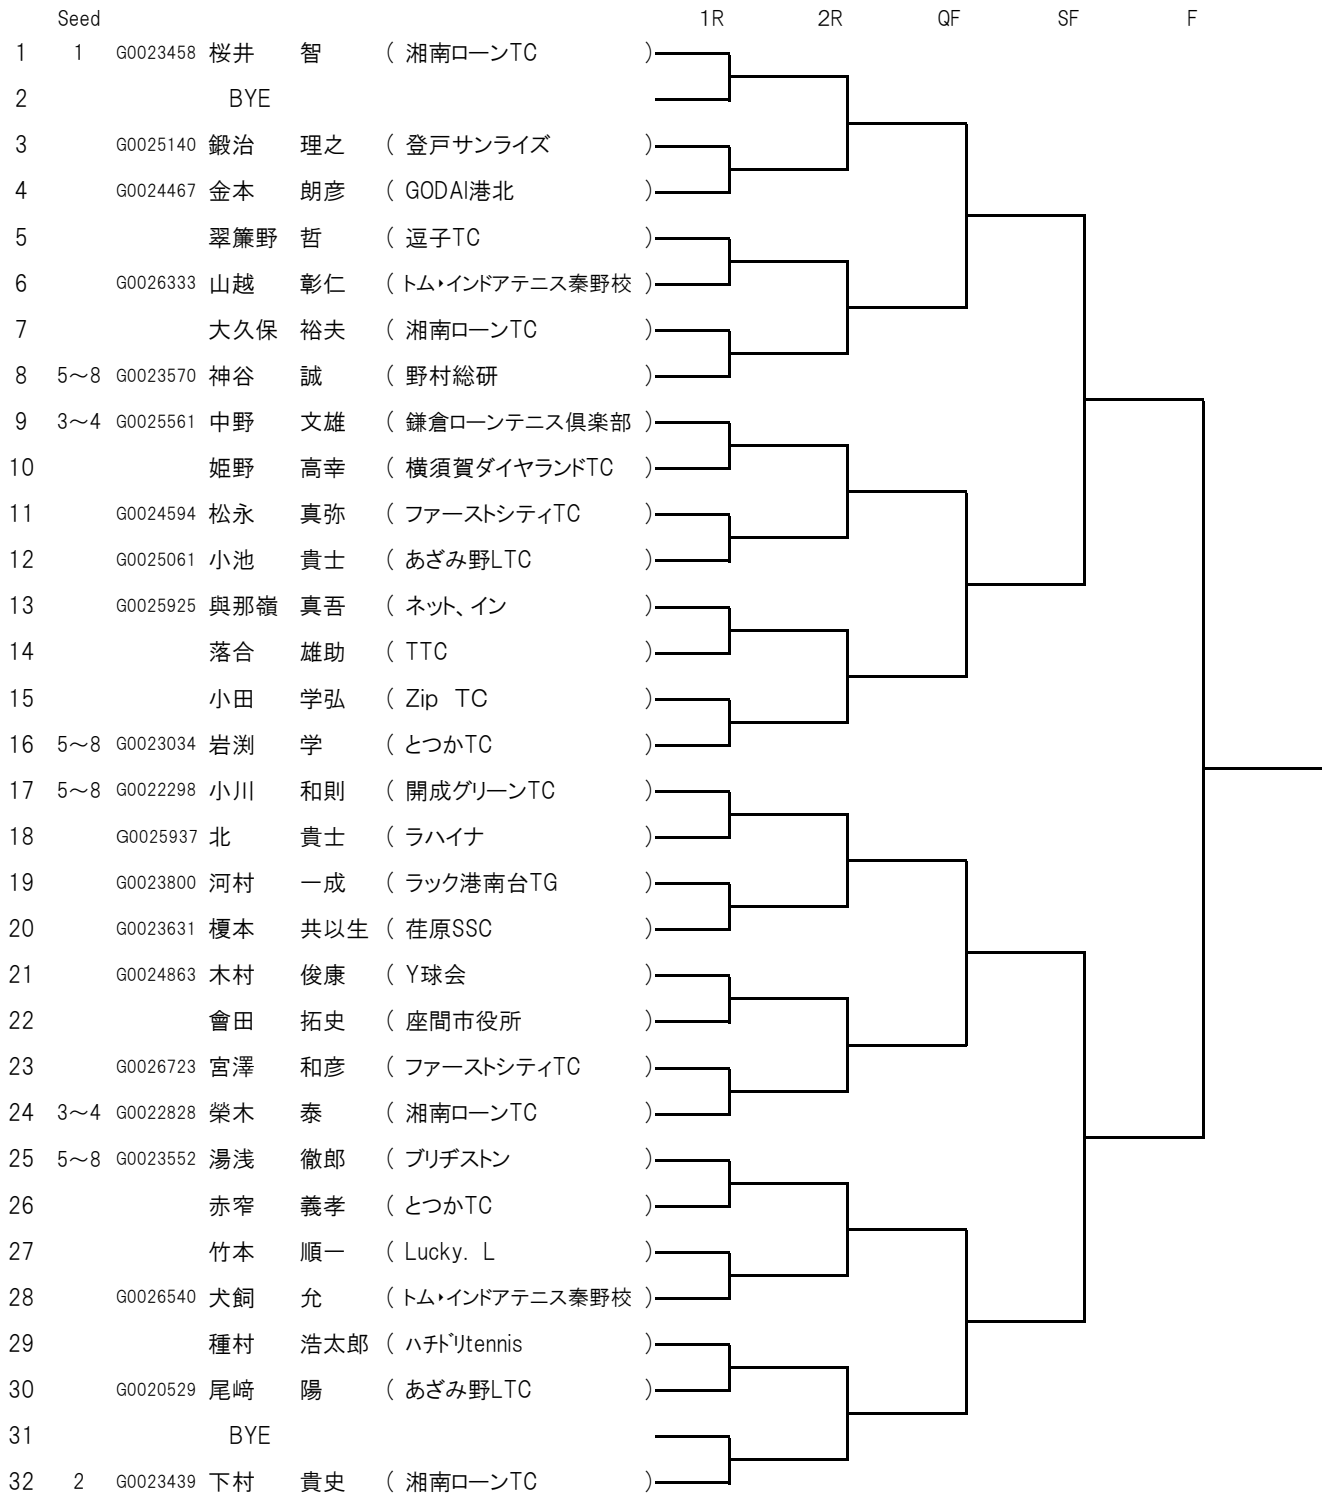 Seed 1R 2R QF SF F
1 1 G0023458 桜井 智 ( 湘南ローンTC )
2 BYE
3 G0025140 鍛治 理之 ( 登戸サンライズ )
4 G0024467 金本 朗彦 ( GODAI港北 )
5 翠簾野 哲 ( 逗子TC )
6 G0026333 山越 彰仁 ( トム・インドアテニス秦野校 )
7 大久保 裕夫 ( 湘南ローンTC )
8 5～8 G0023570 神谷 誠 ( 野村総研 )
9 3～4 G0025561 中野 文雄 ( 鎌倉ローンテニス倶楽部 )
10 姫野 高幸 ( 横須賀ダイヤランドTC )
11 G0024594 松永 真弥 ( ファーストシティTC )
12 G0025061 小池 貴士 ( あざみ野LTC )
13 G0025925 與那嶺 真吾 ( ネット、イン )
14 落合 雄助 ( TTC )
15 小田 学弘 ( Zip TC )
16 5～8 G0023034 岩渕 学 ( とつかTC )
17 5～8 G0022298 小川 和則 ( 開成グリーンTC )
18 G0025937 北 貴士 ( ラハイナ )
19 G0023800 河村 一成 ( ラック港南台TG )
20 G0023631 榎本 共以生 ( 荏原SSC )
21 G0024863 木村 俊康 ( Y球会 )
22 會田 拓史 ( 座間市役所 )
23 G0026723 宮澤 和彦 ( ファーストシティTC )
24 3～4 G0022828 榮木 泰 ( 湘南ローンTC )
25 5～8 G0023552 湯浅 徹郎 ( ブリヂストン )
26 赤窄 義孝 ( とつかTC )
27 竹本 順一 ( Lucky. L )
28 G0026540 犬飼 允 ( トム・インドアテニス秦野校 )
29 種村 浩太郎 ( ハチドリtennis )
30 G0020529 尾﨑 陽 ( あざみ野LTC )
31 BYE
32 2 G0023439 下村 貴史 ( 湘南ローンTC )